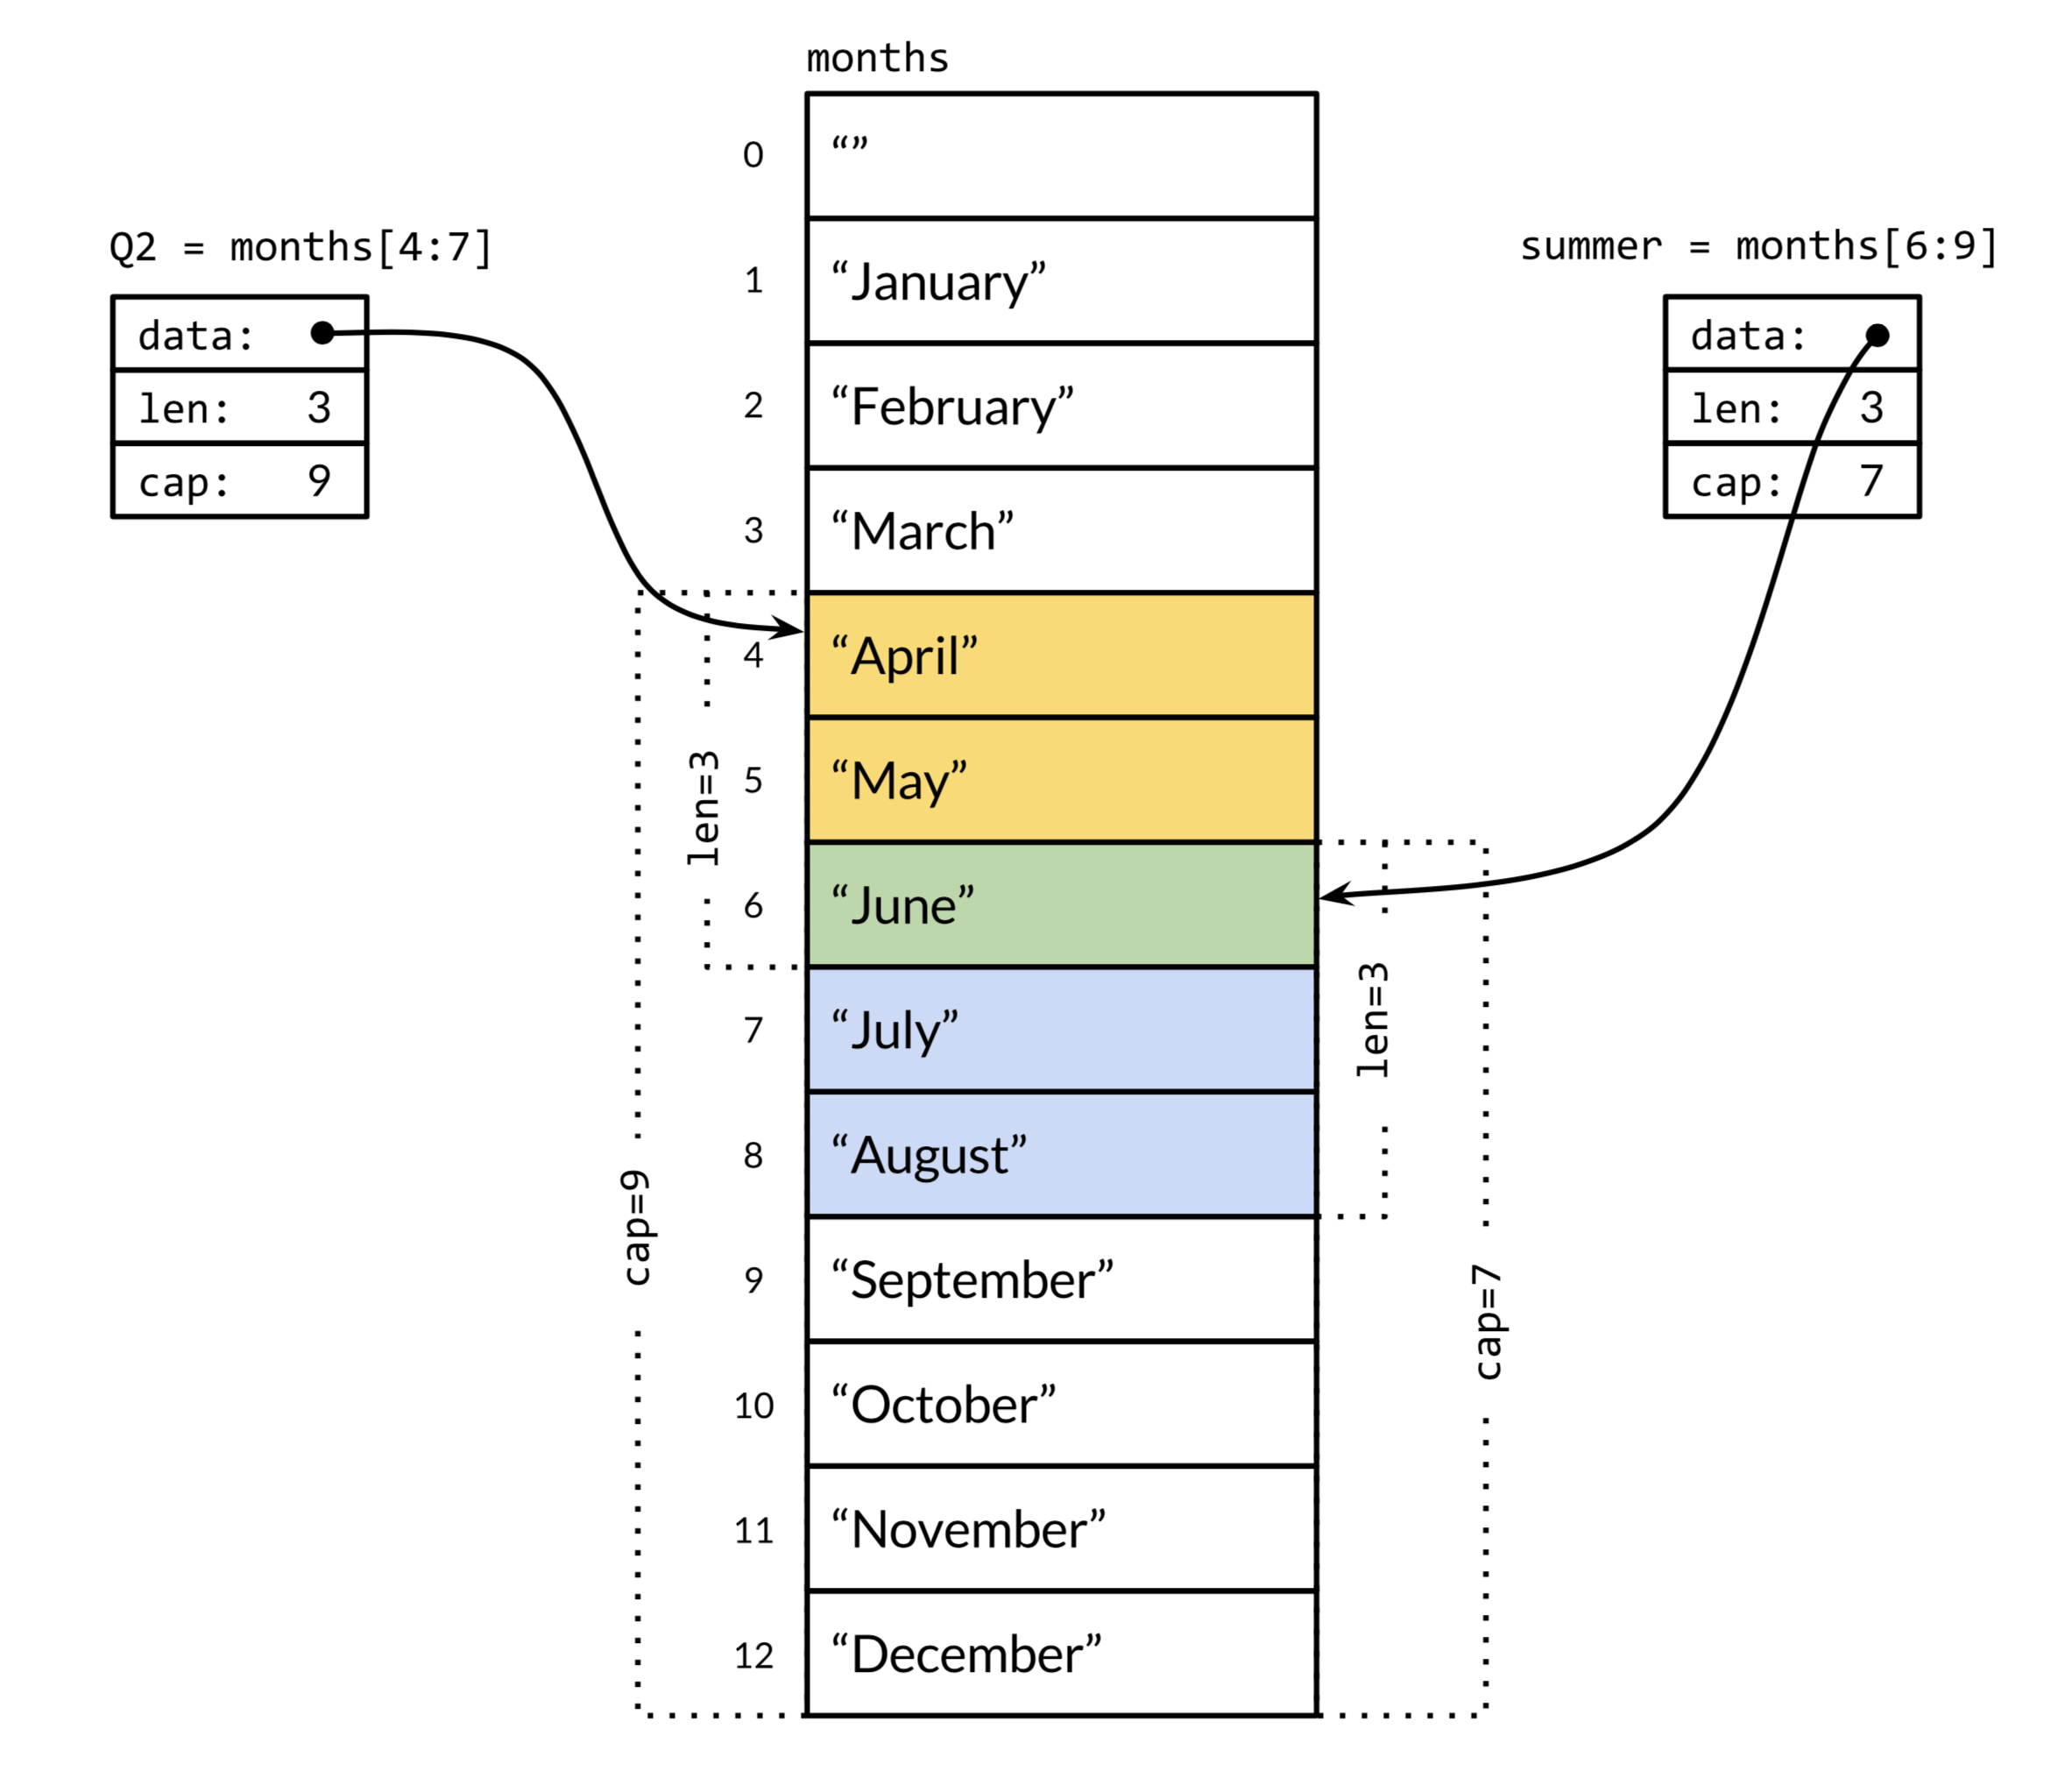 months
Q2 = months[4:7]
data:
len: 3
cap: 9
summer = months[6:9]
data:
len: 3
cap: 7
0 “”
1 “January”
2 “February”
3 “March”
4 “April”
5 “May”
6 “June”
7 “July”
8 “August”
9 “September”
10 “October”
11 “November”
12 “December”
len=3
cap=9
len=3
cap=7